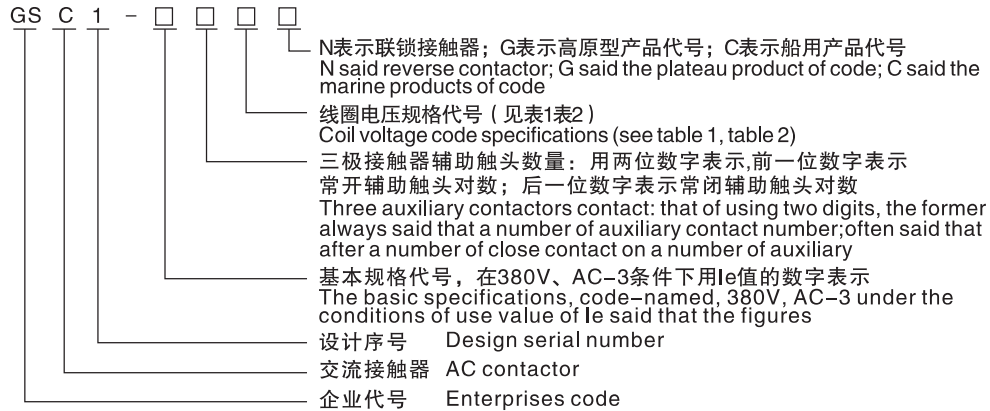 GS C 1 - □ □ □ □
N表示联锁接触器；G表示高原型产品代号；C表示船用产品代号
N said reverse contactor; G said the plateau product of code; C said the
marine products of code
线圈电压规格代号（见表1表2）
Coil voltage code specifications (see table 1, table 2)
三极接触器辅助触头数量：用两位数字表示,前一位数字表示
常开辅助触头对数；后一位数字表示常闭辅助触头对数
Three auxiliary contactors contact: that of using two digits, the former
always said that a number of auxiliary contact number;often said that
after a number of close contact on a number of auxiliary
基本规格代号，在380V、AC-3条件下用Ie值的数字表示
The basic specifications, code-named, 380V, AC-3 under the
conditions of use value of Ie said that the figures
设计序号 Design serial number
交流接触器 AC contactor
企业代号 Enterprises code